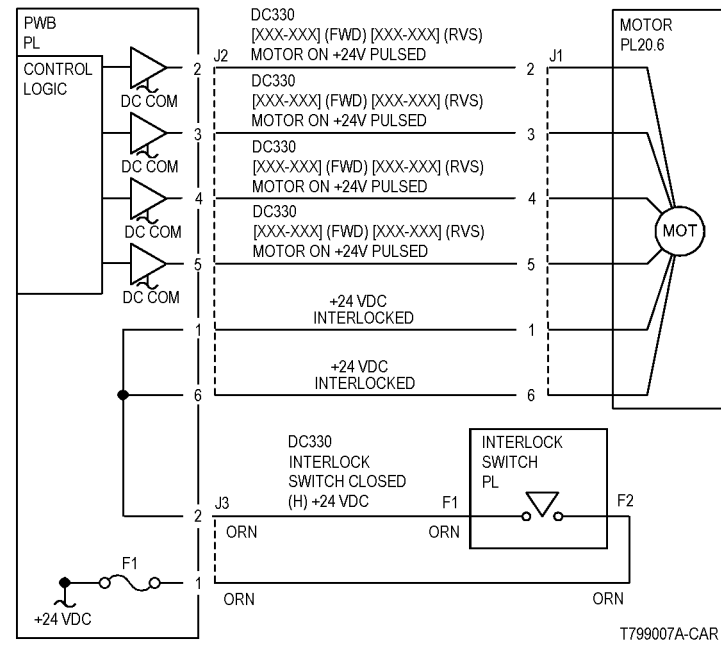 PWB
PL
CONTROL
LOGIC
DC COM
DC COM
DC COM
DC COM
2
3
4
5
1
6
J2
DC330
[XXX-XXX] (FWD) [XXX-XXX] (RVS)
MOTOR ON +24V PULSED
DC330
[XXX-XXX] (FWD) [XXX-XXX] (RVS)
MOTOR ON +24V PULSED
DC330
[XXX-XXX] (FWD) [XXX-XXX] (RVS)
MOTOR ON +24V PULSED
DC330
[XXX-XXX] (FWD) [XXX-XXX] (RVS)
MOTOR ON +24V PULSED
+24 VDC
INTERLOCKED
+24 VDC
INTERLOCKED
2
3
4
5
1
6
J1
MOTOR
PL20.6
MOT
2
J3
ORN
DC330
INTERLOCK
SWITCH CLOSED
(H) +24 VDC
F1
ORN
INTERLOCK
SWITCH
PL
F2
F1
+24 VDC
1
ORN
ORN
T799007A-CAR